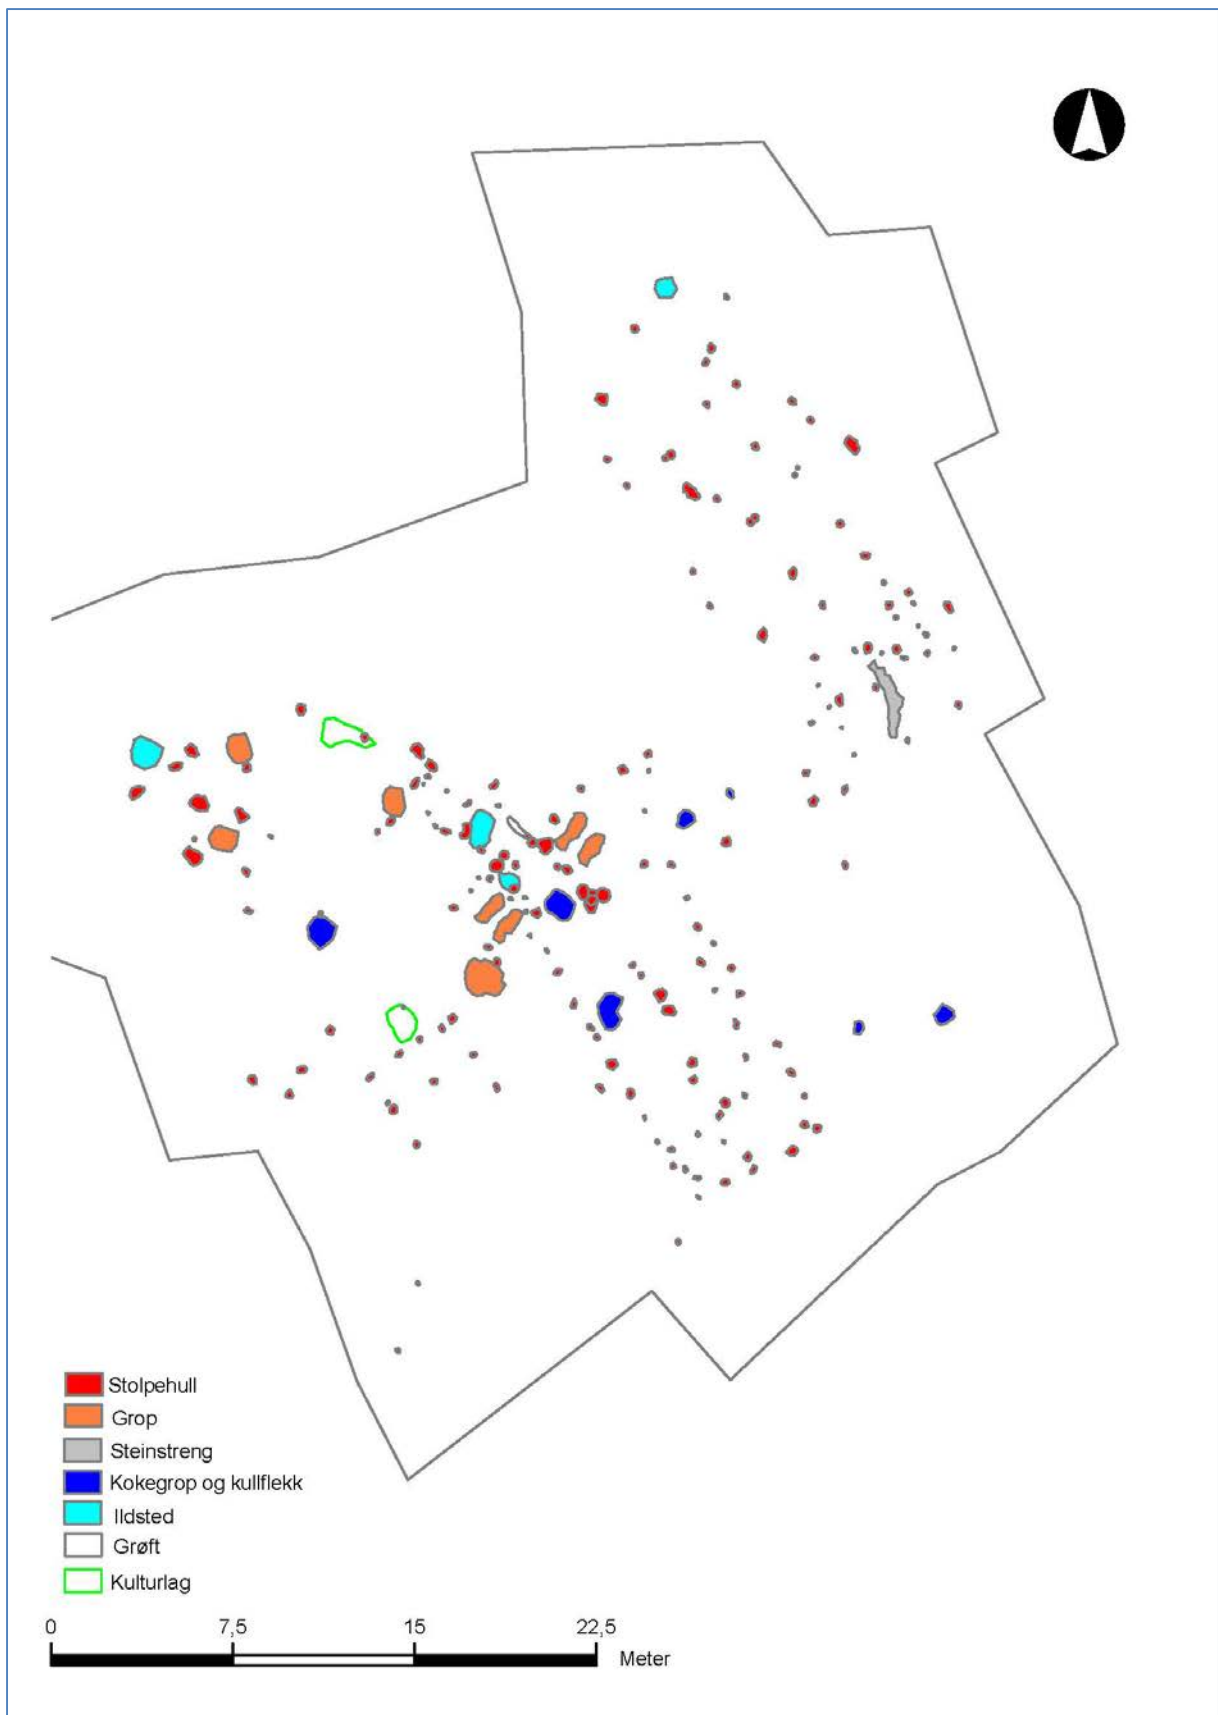 Stolpehull
Grop
Steinstreng
Kokegrop og kullflekk
Ildsted
Grøft
Kulturlag
0 7,5 15 22,5
Meter